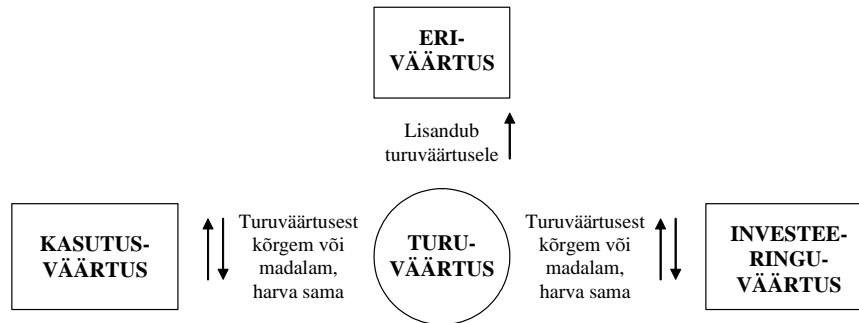 ERI-
VÄÄRTUS
Lisandub
turuväärtusele
KASUTUS-
VÄÄRTUS
Turuväärtusest
kõrgem või
madalam,
harva sama
TURU-
VÄÄRTUS
Turuväärtusest
kõrgem või
madalam,
harva sama
INVESTEE-
RINGU-
VÄÄRTUS